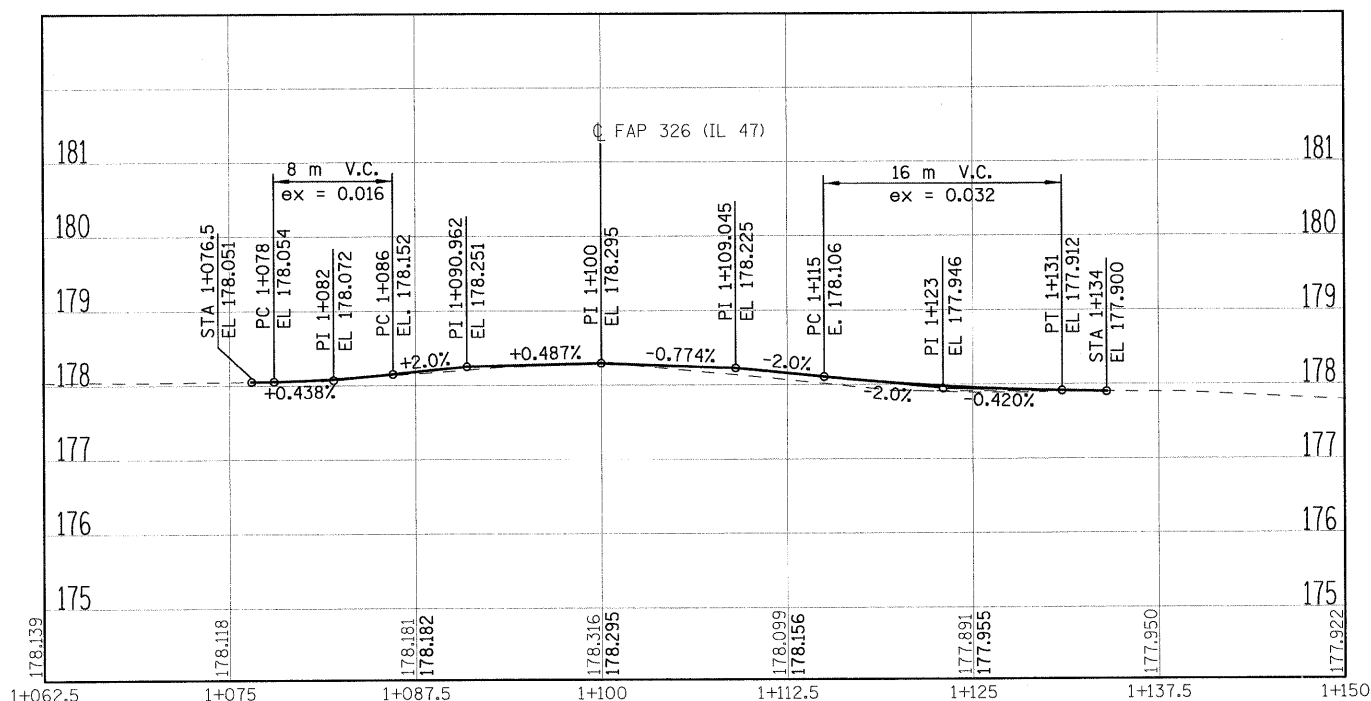 ℄ FAP 326 (IL 47)
181
181
8 m V.C.
ex = 0.016
16 m V.C.
ex = 0.032
180
180
STA 1+076.5
EL 178.051
PC 1+078
EL 178.054
PI 1+082
EL 178.072
PC 1+086
EL. 178.152
PI 1+090.962
EL 178.251
PI 1+100
EL 178.295
PI 1+109.045
EL 178.225
PC 1+115
E. 178.106
PI 1+123
EL 177.946
PT 1+131
EL 177.912
STA 1+134
EL 177.900
179
179
178
178
+0.438%
+2.0%
+0.487%
-0.774%
-2.0%
-2.0%
-0.420%
177
177
176
176
175
175
178.139
178.118
178.181
178.182
178.316
178.295
178.099
178.156
177.891
177.955
177.950
177.922
1+062.5
1+075
1+087.5
1+100
1+112.5
1+125
1+137.5
1+150